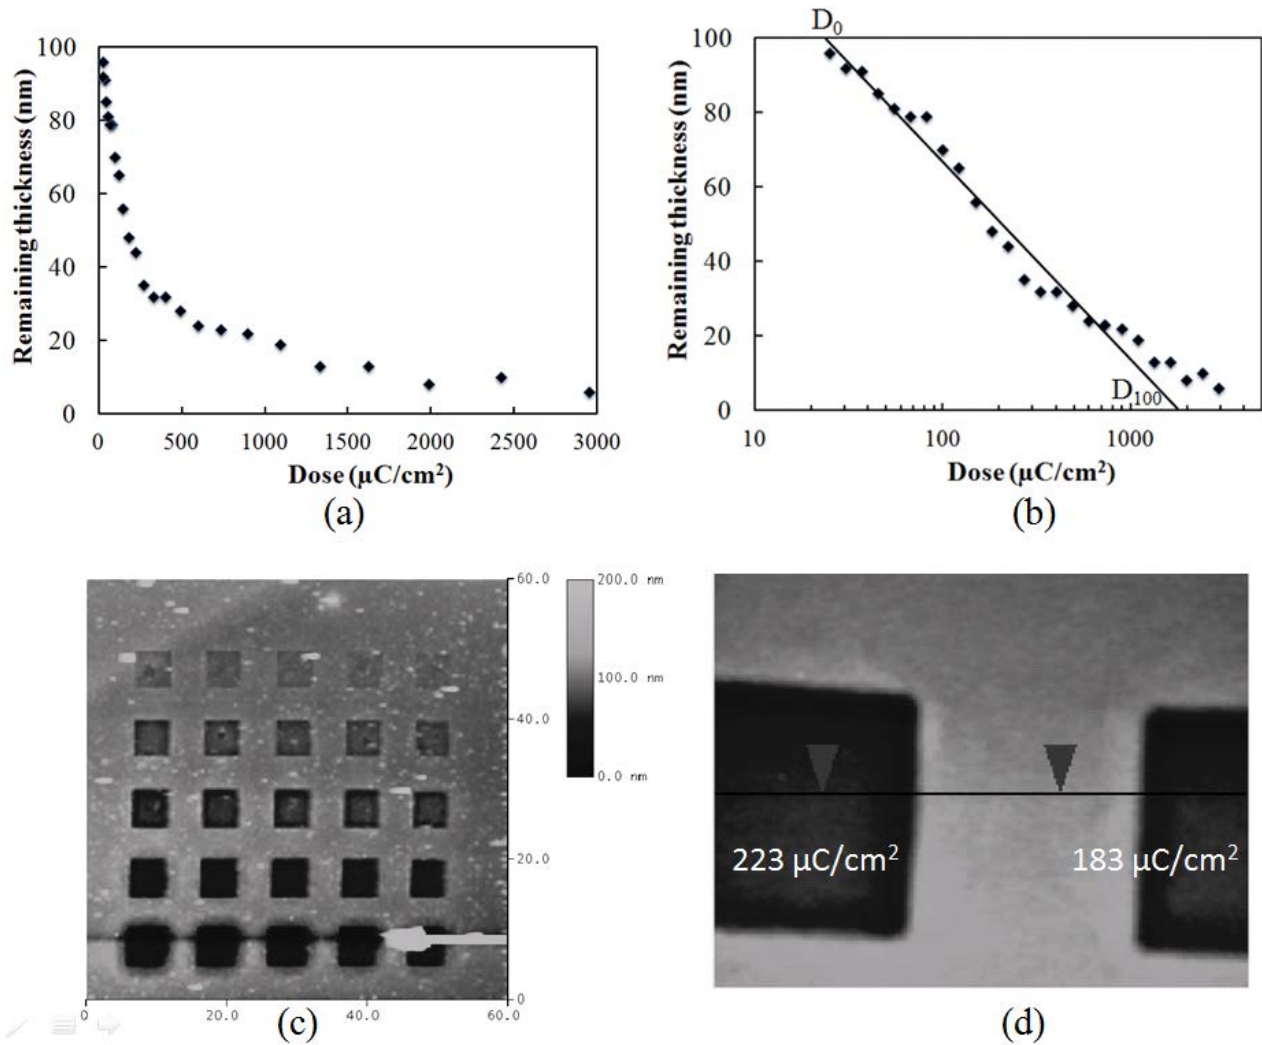 100
80
60
40
20
0
Remaining thickness (nm)
0 500 1000 1500 2000 2500 3000
Dose (μC/cm²)
(a)
D₀
100
80
60
40
20
0
Remaining thickness (nm)
D₁₀₀
10 100 1000
Dose (μC/cm²)
(b)
60.0
40.0
20.0
0
200.0 nm
100.0 nm
0.0 nm
0 20.0 40.0 60.0
(c)
223 μC/cm²
183 μC/cm²
(d)